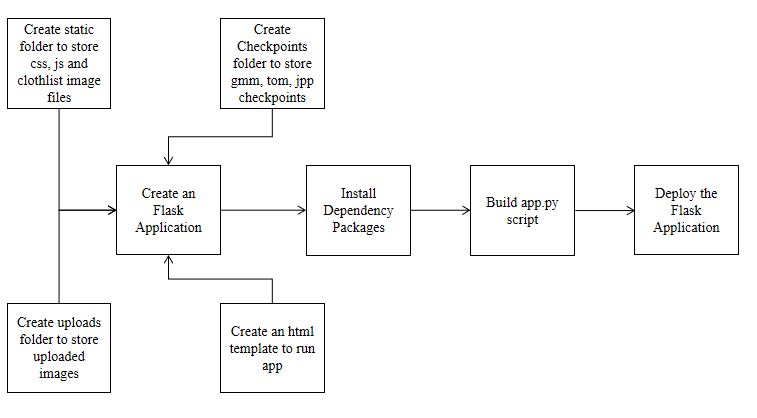 Create static
folder to store
css, js and
clothlist image
files
Create
Checkpoints
folder to store
gmm, tom, jpp
checkpoints
Create an
Flask
Application
Install
Dependency
Packages
Build app.py
script
Deploy the
Flask
Application
Create uploads
folder to store
uploaded
images
Create an html
template to run
app